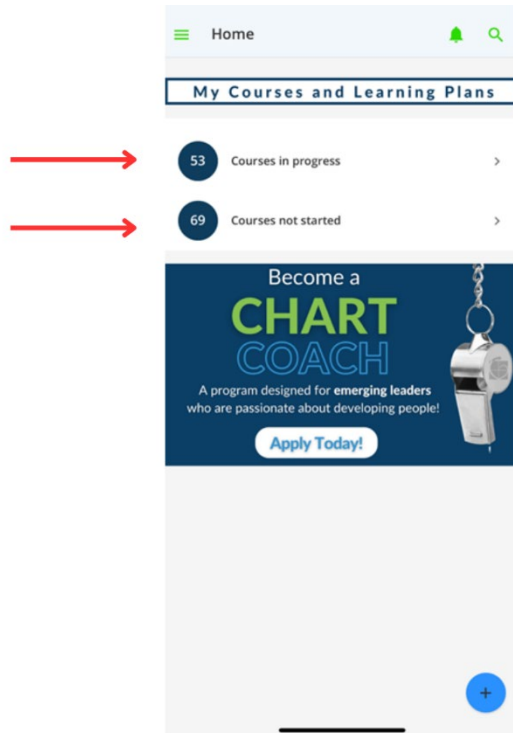 Home
My Courses and Learning Plans
53 Courses in progress
69 Courses not started
Become a
CHART
COACH
A program designed for emerging leaders
who are passionate about developing people!
Apply Today!
+